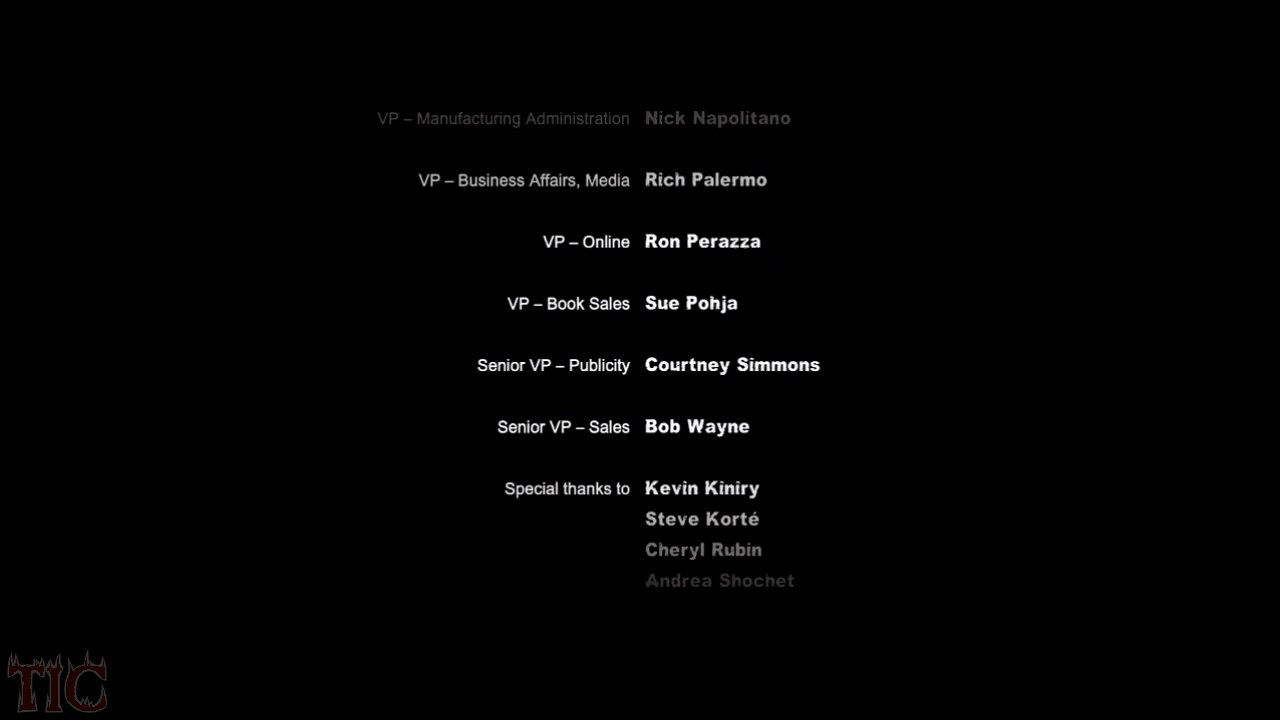 VP – Manufacturing Administration Nick Napolitano
VP – Business Affairs, Media Rich Palermo
VP – Online Ron Perazza
VP – Book Sales Sue Pohja
Senior VP – Publicity Courtney Simmons
Senior VP – Sales Bob Wayne
Special thanks to Kevin Kiniry
Steve Korté
Cheryl Rubin
Andrea Shochet
TIC